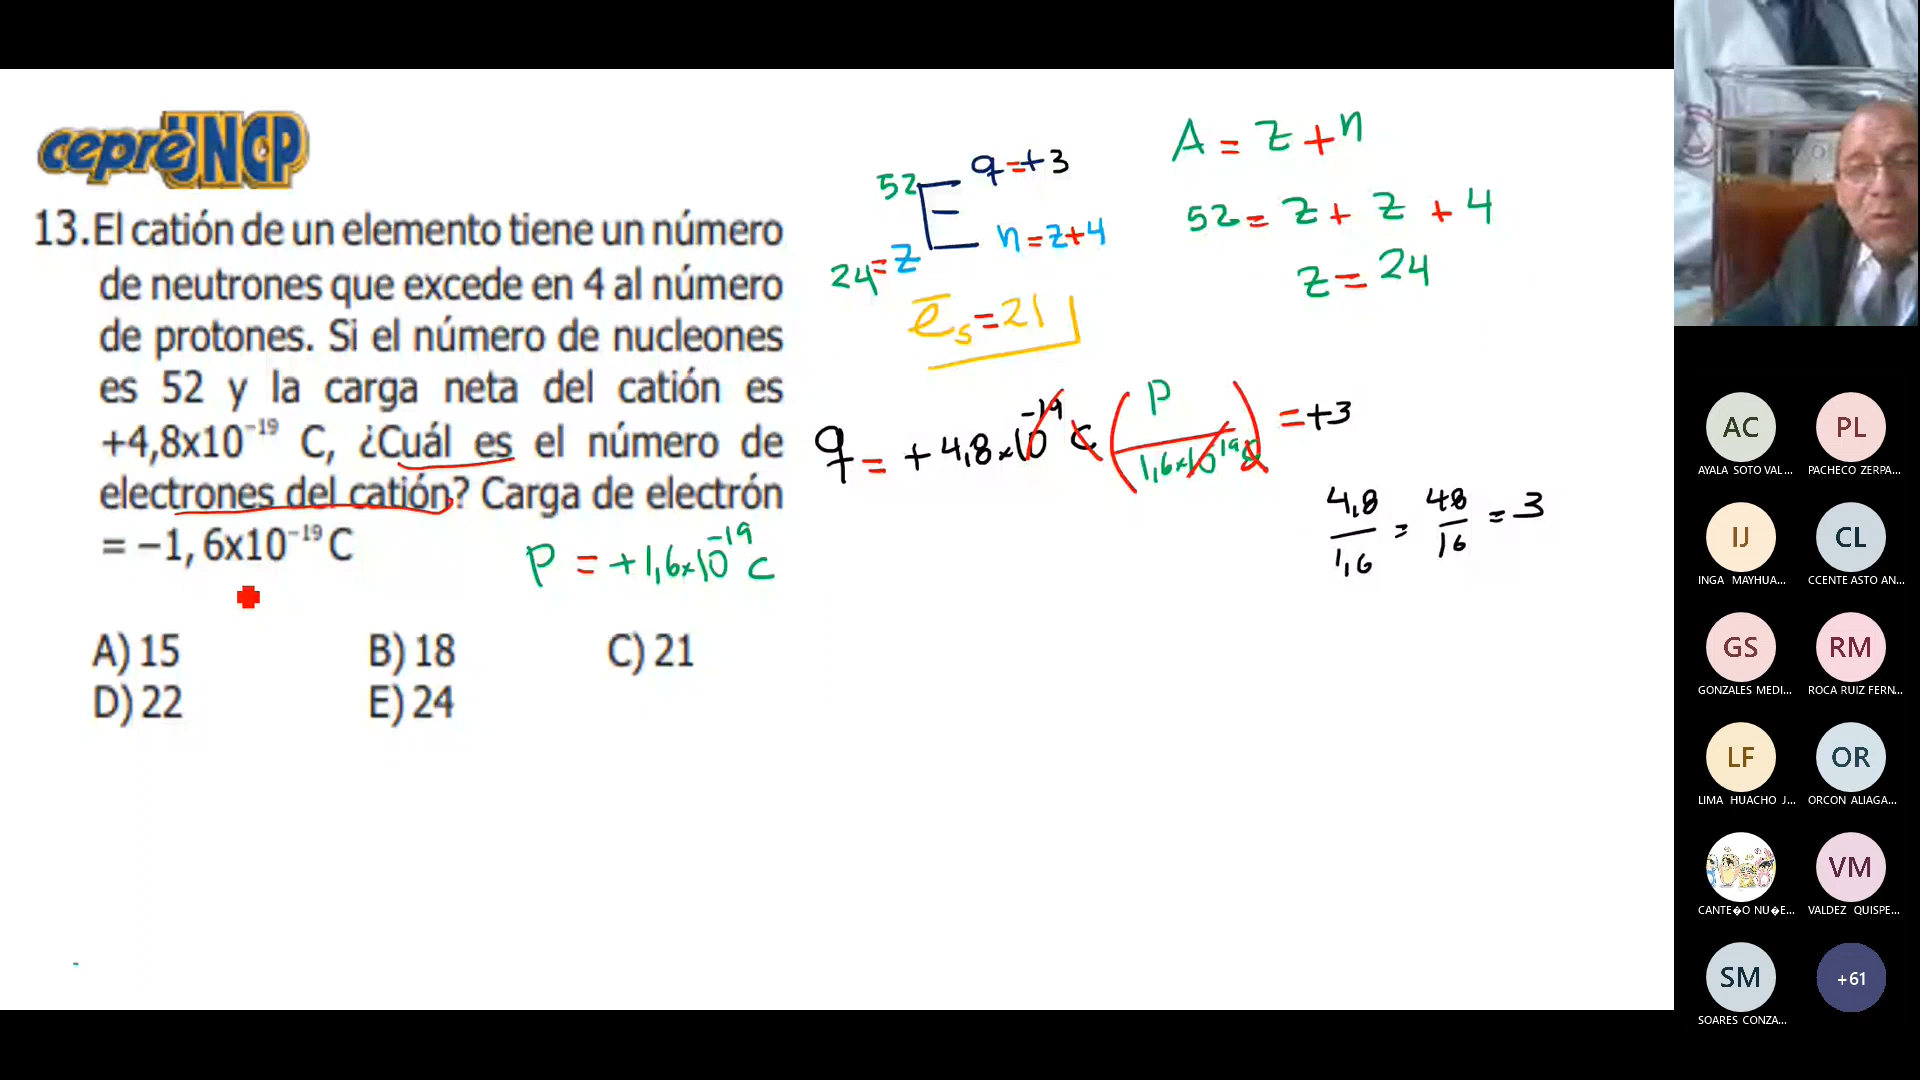 cepreUNCP
13. El catión de un elemento tiene un número
de neutrones que excede en 4 al número
de protones. Si el número de nucleones
es 52 y la carga neta del catión es
+4,8x10⁻¹⁹ C, ¿Cuál es el número de
electrones del catión? Carga de electrón
= −1, 6x10⁻¹⁹ C
P = +1,6x10⁻¹⁹ C
A) 15 B) 18 C) 21
D) 22 E) 24
52 E q = +3
24 = Z n = Z+4
e̅s = 21
A = Z + n
52 = Z + Z + 4
Z = 24
q = +4,8x10⁻¹⁹ C (P / 1,6x10⁻¹⁹ C) = +3
4,8 / 1,6 = 48 / 16 = 3
AC PL
AYALA SOTO VAL... PACHECO ZERPA...
IJ CL
INGA MAYHUA... CCENTE ASTO AN...
GS RM
GONZALES MEDI... ROCA RUIZ FERN...
LF OR
LIMA HUACHO J... ORCON ALIAGA...
VM
CANTE�O NU�E... VALDEZ QUISPE...
SM +61
SOARES CONZA...